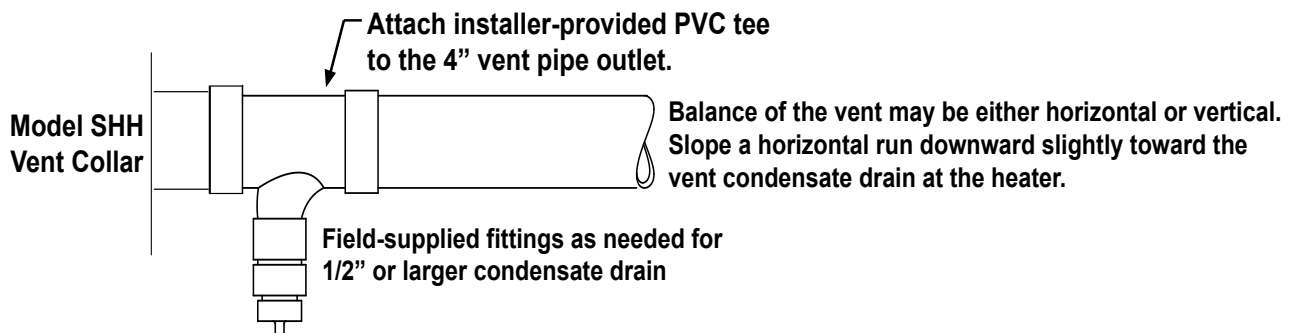 Attach installer-provided PVC tee
to the 4” vent pipe outlet.
Model SHH
Vent Collar
Balance of the vent may be either horizontal or vertical.
Slope a horizontal run downward slightly toward the
vent condensate drain at the heater.
Field-supplied fittings as needed for
1/2” or larger condensate drain